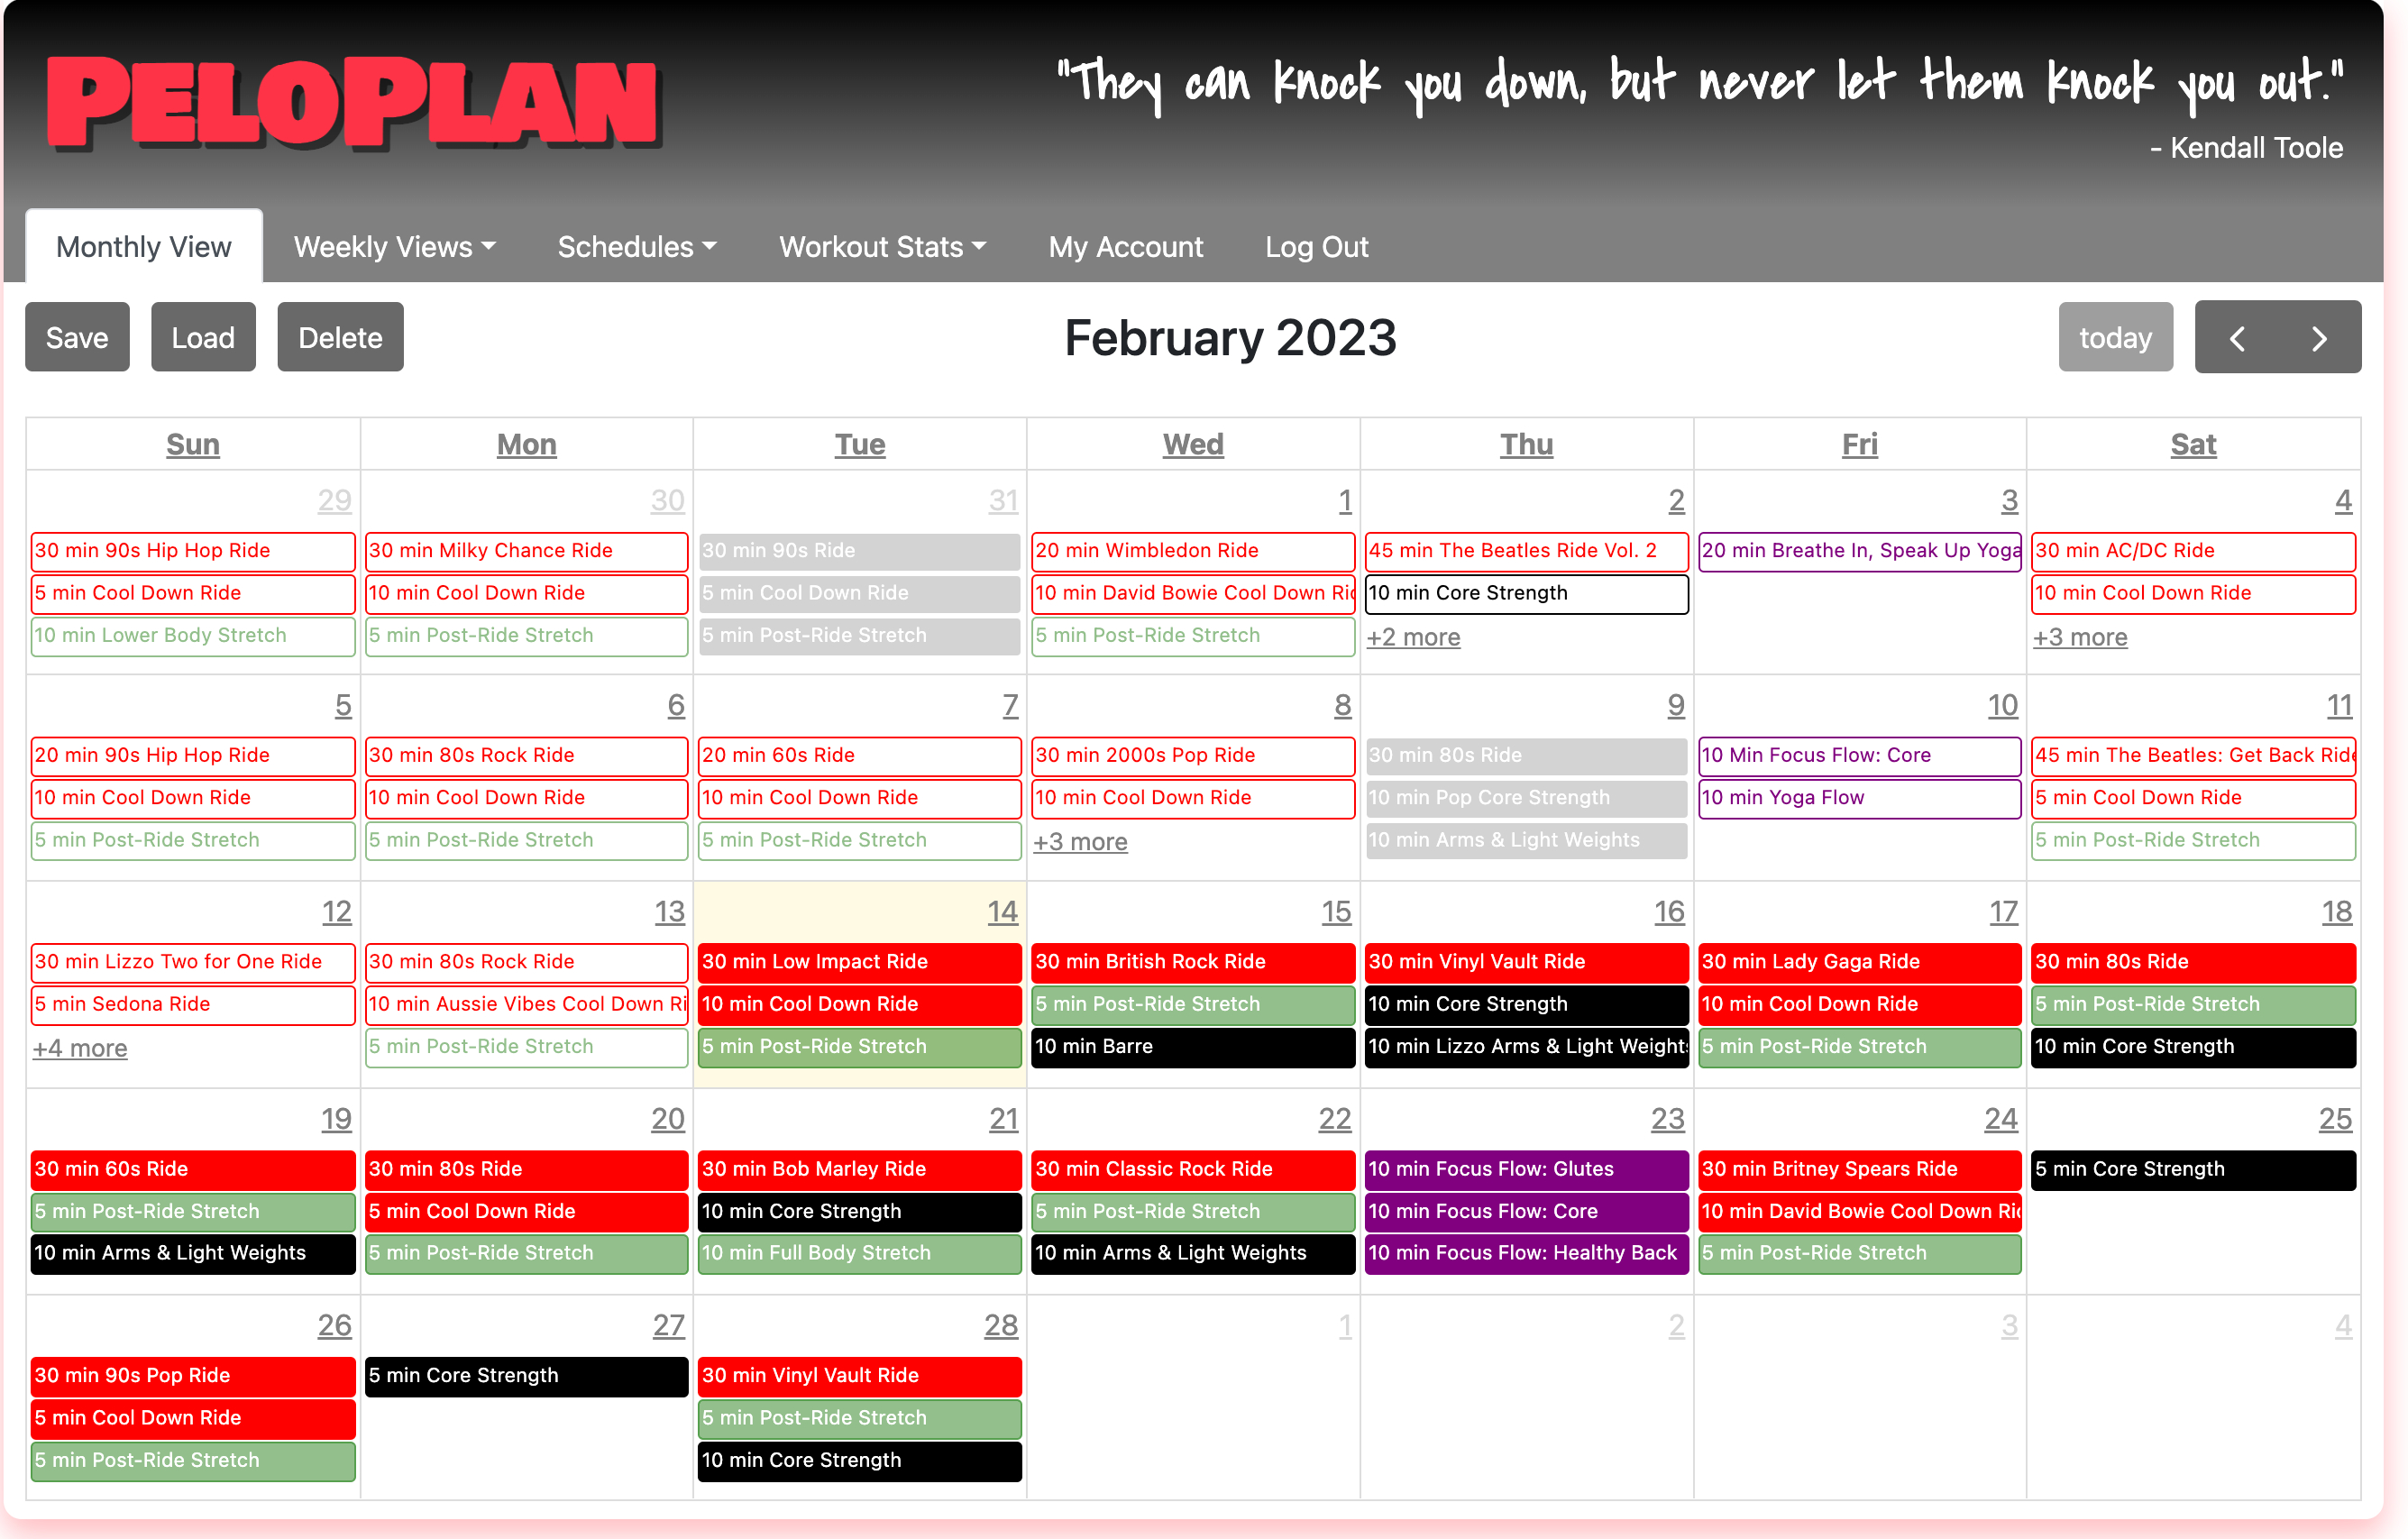 PELOPLAN
"They can knock you down, but never let them knock you out."
- Kendall Toole
Monthly View Weekly Views Schedules Workout Stats My Account Log Out
Save Load Delete February 2023 today
Sun Mon Tue Wed Thu Fri Sat
29 30 31 1 2 3 4
30 min 90s Hip Hop Ride 30 min Milky Chance Ride 30 min 90s Ride 20 min Wimbledon Ride 45 min The Beatles Ride Vol. 2 20 min Breathe In, Speak Up Yoga 30 min AC/DC Ride
5 min Cool Down Ride 10 min Cool Down Ride 5 min Cool Down Ride 10 min David Bowie Cool Down Rid 10 min Core Strength 10 min Cool Down Ride
10 min Lower Body Stretch 5 min Post-Ride Stretch 5 min Post-Ride Stretch 5 min Post-Ride Stretch +2 more +3 more
5 6 7 8 9 10 11
20 min 90s Hip Hop Ride 30 min 80s Rock Ride 20 min 60s Ride 30 min 2000s Pop Ride 30 min 80s Ride 10 Min Focus Flow: Core 45 min The Beatles: Get Back Ride
10 min Cool Down Ride 10 min Cool Down Ride 10 min Cool Down Ride 10 min Cool Down Ride 10 min Pop Core Strength 10 min Yoga Flow 5 min Cool Down Ride
5 min Post-Ride Stretch 5 min Post-Ride Stretch 5 min Post-Ride Stretch +3 more 10 min Arms & Light Weights 5 min Post-Ride Stretch
12 13 14 15 16 17 18
30 min Lizzo Two for One Ride 30 min 80s Rock Ride 30 min Low Impact Ride 30 min British Rock Ride 30 min Vinyl Vault Ride 30 min Lady Gaga Ride 30 min 80s Ride
5 min Sedona Ride 10 min Aussie Vibes Cool Down Ri 10 min Cool Down Ride 5 min Post-Ride Stretch 10 min Core Strength 10 min Cool Down Ride 5 min Post-Ride Stretch
+4 more 5 min Post-Ride Stretch 5 min Post-Ride Stretch 10 min Barre 10 min Lizzo Arms & Light Weights 5 min Post-Ride Stretch 10 min Core Strength
19 20 21 22 23 24 25
30 min 60s Ride 30 min 80s Ride 30 min Bob Marley Ride 30 min Classic Rock Ride 10 min Focus Flow: Glutes 30 min Britney Spears Ride 5 min Core Strength
5 min Post-Ride Stretch 5 min Cool Down Ride 10 min Core Strength 5 min Post-Ride Stretch 10 min Focus Flow: Core 10 min David Bowie Cool Down Rid
10 min Arms & Light Weights 5 min Post-Ride Stretch 10 min Full Body Stretch 10 min Arms & Light Weights 10 min Focus Flow: Healthy Back 5 min Post-Ride Stretch
26 27 28 1 2 3 4
30 min 90s Pop Ride 5 min Core Strength 30 min Vinyl Vault Ride
5 min Cool Down Ride 5 min Post-Ride Stretch
5 min Post-Ride Stretch 10 min Core Strength